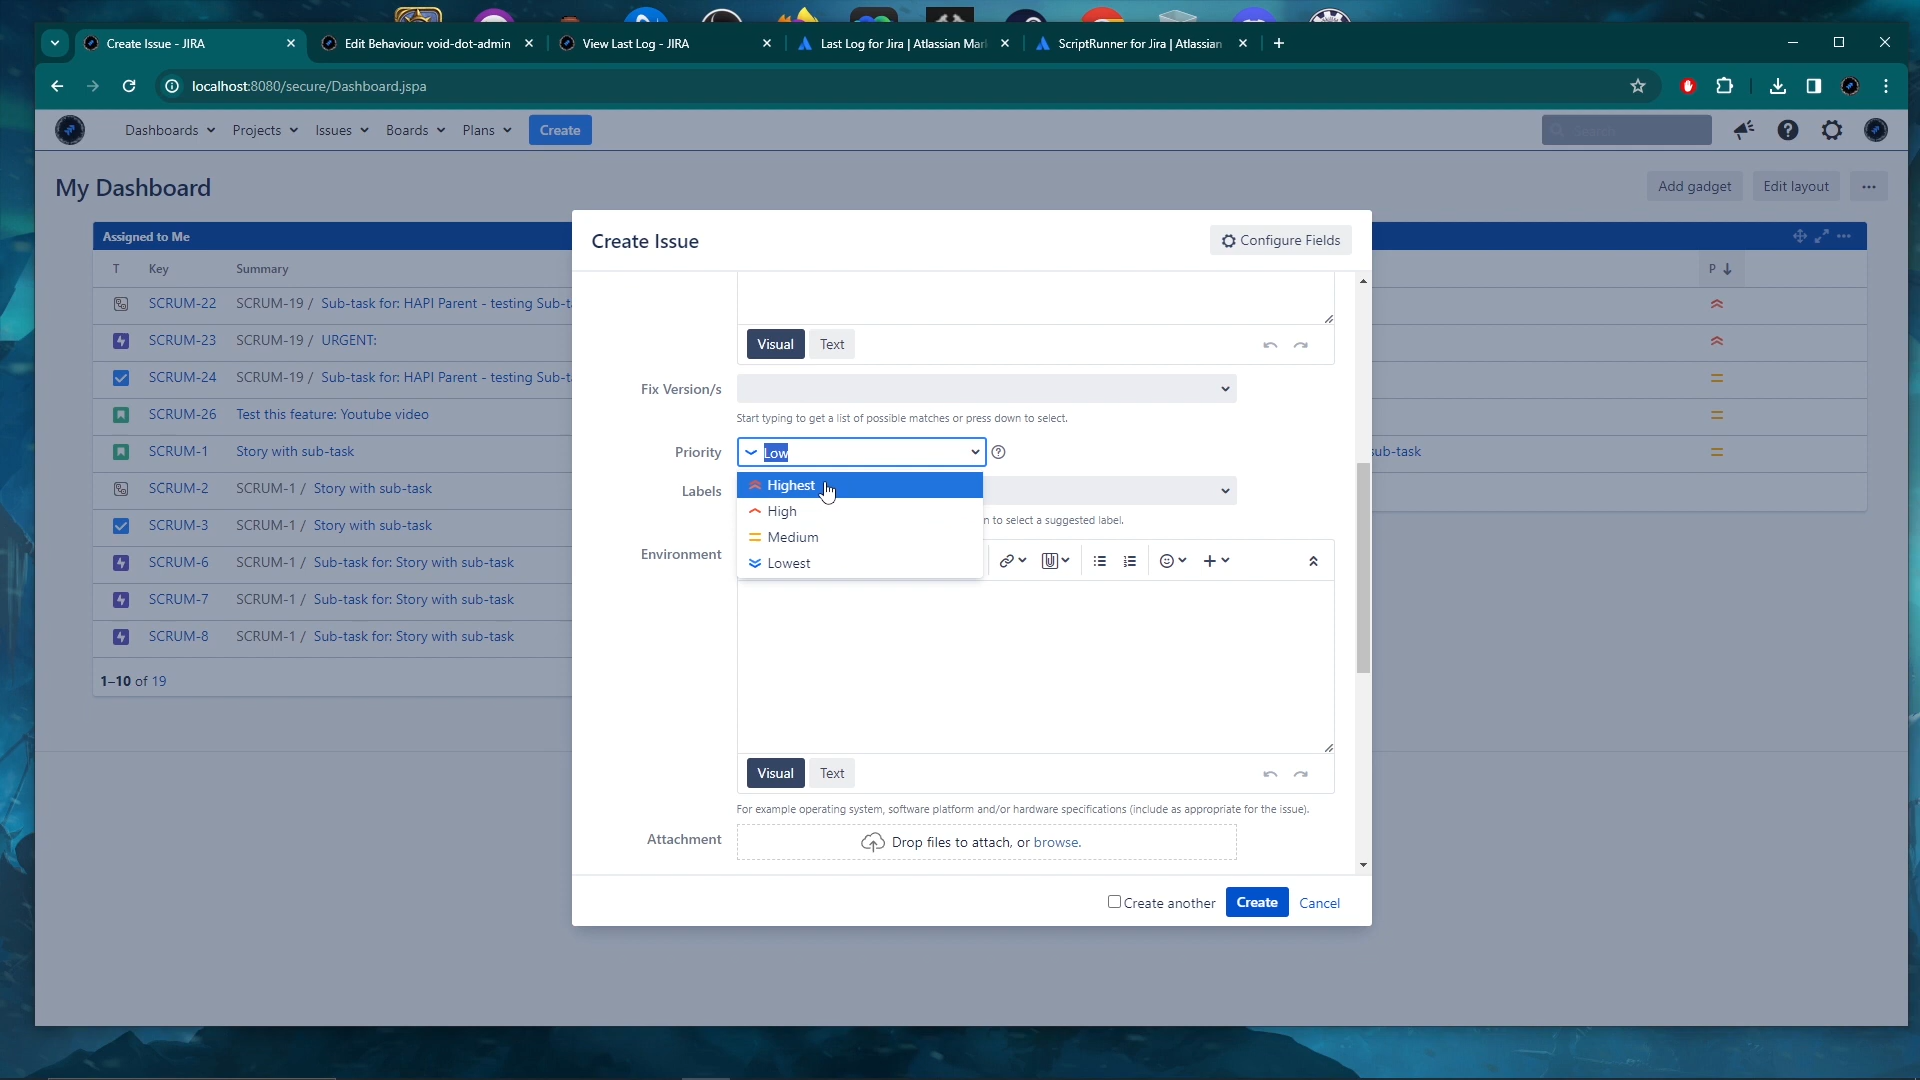 Create Issue - JIRA
Edit Behaviour: void-dot-admin
View Last Log - JIRA
Last Log for Jira | Atlassian Mar
ScriptRunner for Jira | Atlassian
localhost:8080/secure/Dashboard.jspa
Dashboards Projects Issues Boards Plans Create
Search
My Dashboard
Add gadget Edit layout
Assigned to Me
T Key Summary P
SCRUM-22 SCRUM-19 / Sub-task for: HAPI Parent - testing Sub-t
SCRUM-23 SCRUM-19 / URGENT:
SCRUM-24 SCRUM-19 / Sub-task for: HAPI Parent - testing Sub-t
SCRUM-26 Test this feature: Youtube video
SCRUM-1 Story with sub-task
sub-task
SCRUM-2 SCRUM-1 / Story with sub-task
SCRUM-3 SCRUM-1 / Story with sub-task
SCRUM-6 SCRUM-1 / Sub-task for: Story with sub-task
SCRUM-7 SCRUM-1 / Sub-task for: Story with sub-task
SCRUM-8 SCRUM-1 / Sub-task for: Story with sub-task
1–10 of 19
Create Issue
Configure Fields
Visual Text
Fix Version/s
Start typing to get a list of possible matches or press down to select.
Priority Low
Highest
High
Medium
Lowest
Labels
n to select a suggested label.
Environment
Visual Text
For example operating system, software platform and/or hardware specifications (include as appropriate for the issue).
Attachment Drop files to attach, or browse.
Create another Create Cancel